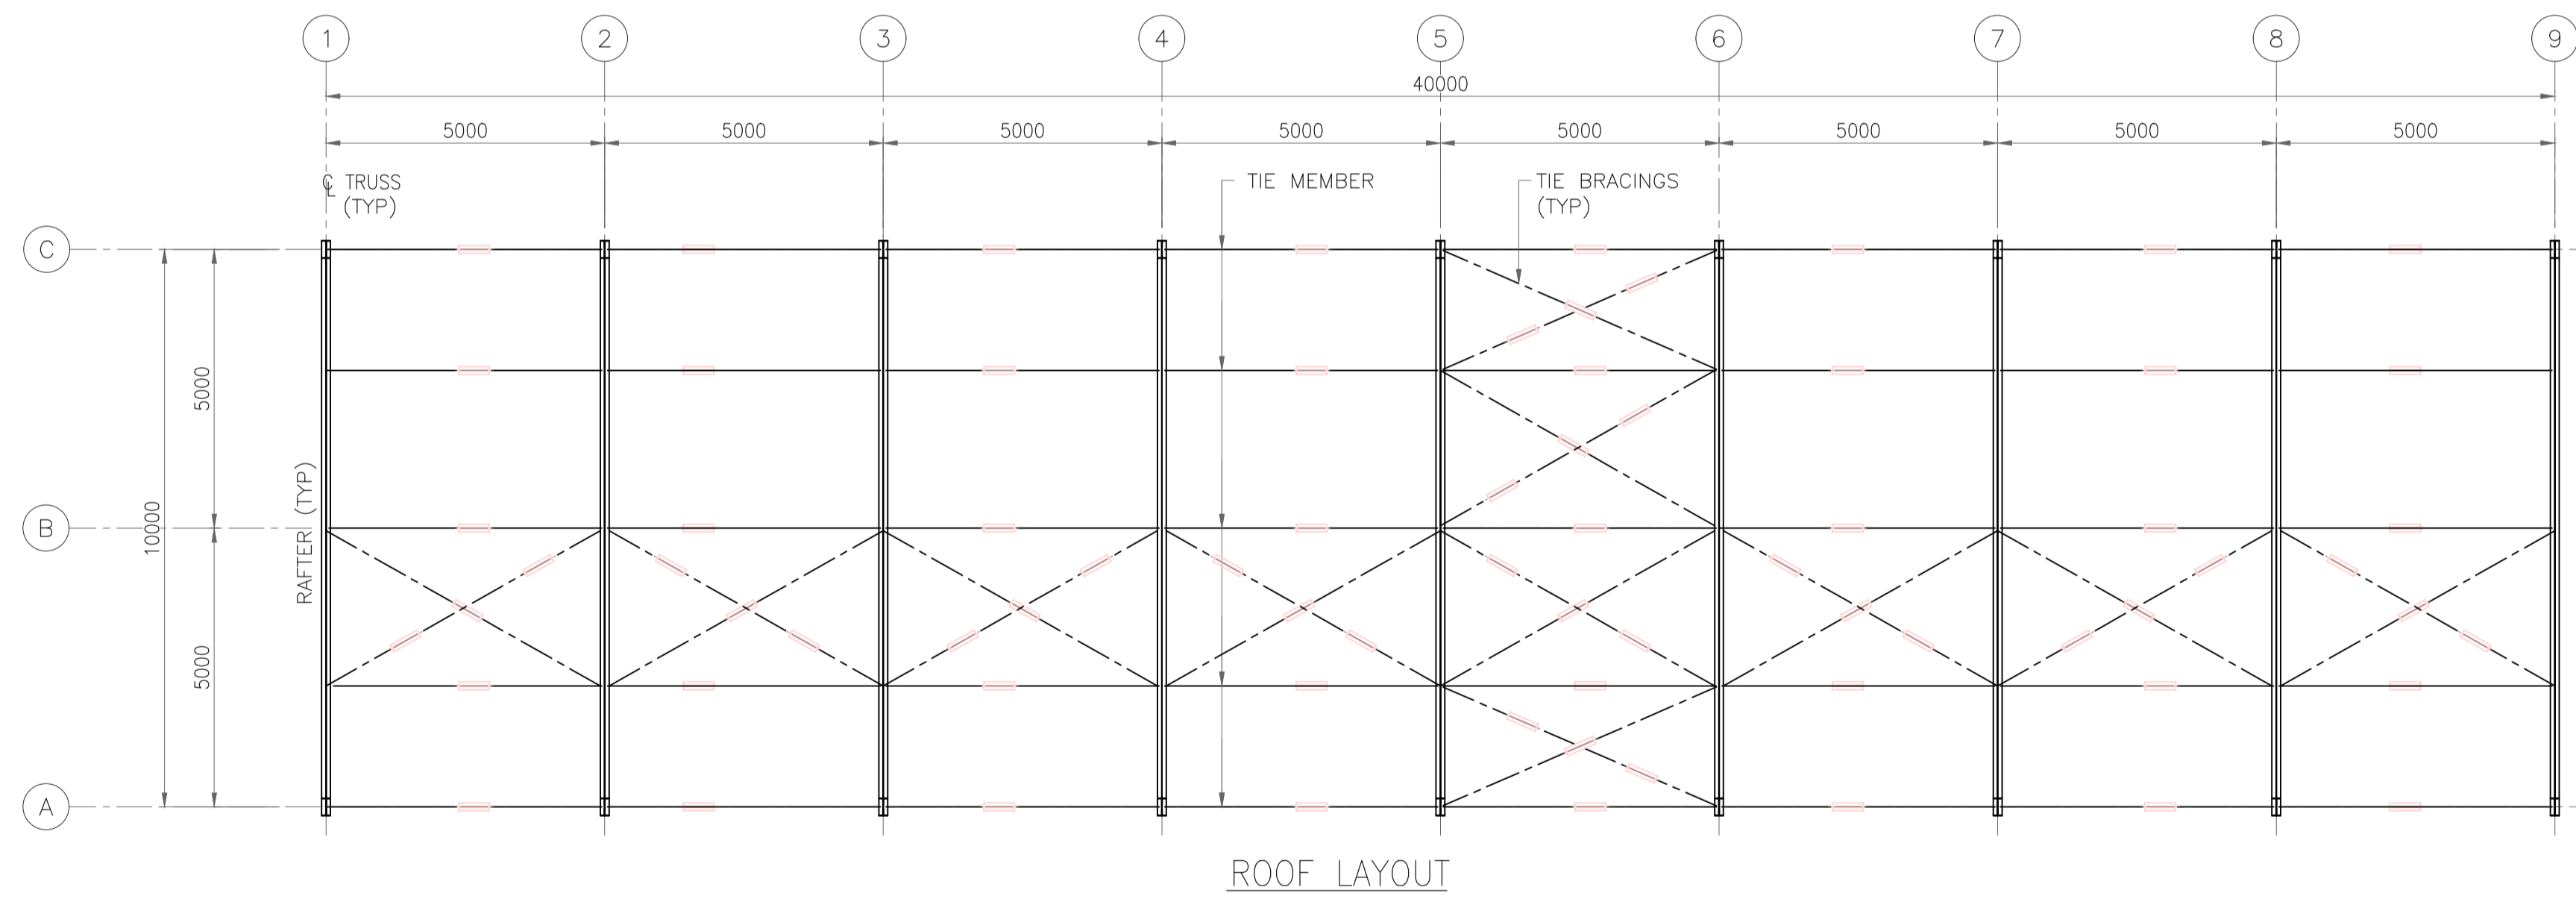 1 2 3 4 5 6 7 8 9
40000
5000 5000 5000 5000 5000 5000 5000 5000
℄ TRUSS
(TYP)
TIE MEMBER
TIE BRACINGS
(TYP)
C
5000
B
10000
RAFTER (TYP)
5000
A
ROOF LAYOUT